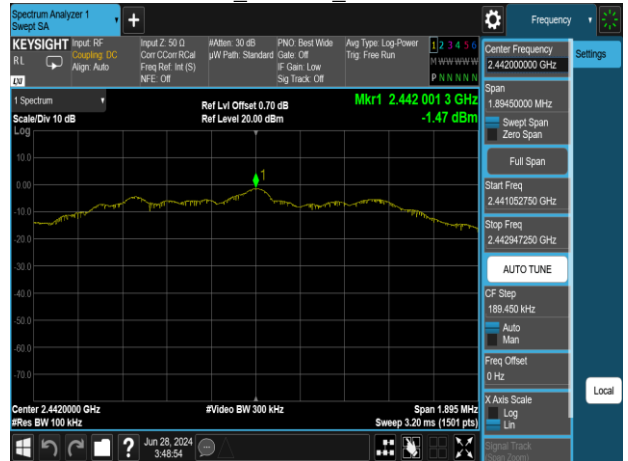 Spectrum Analyzer 1
Swept SA
Frequency
KEYSIGHT
RL
LXI
Input: RF
Coupling: DC
Align: Auto
Input Z: 50 Ω
Corr CCorr RCal
Freq Ref: Int (S)
NFE: Off
#Atten: 30 dB
µW Path: Standard
PNO: Best Wide
Gate: Off
IF Gain: Low
Sig Track: Off
Avg Type: Log-Power
Trig: Free Run
1 2 3 4 5 6
M W W W W W
P N N N N N
1 Spectrum
Scale/Div 10 dB
Ref Lvl Offset 0.70 dB
Ref Level 20.00 dBm
Mkr1 2.442 001 3 GHz
-1.47 dBm
Log
10.0
0.00
-10.0
-20.0
-30.0
-40.0
-50.0
-60.0
-70.0
1
Center 2.4420000 GHz
#Res BW 100 kHz
#Video BW 300 kHz
Span 1.895 MHz
Sweep 3.20 ms (1501 pts)
Center Frequency
2.442000000 GHz
Settings
Span
1.89450000 MHz
Swept Span
Zero Span
Full Span
Start Freq
2.441052750 GHz
Stop Freq
2.442947250 GHz
AUTO TUNE
CF Step
189.450 kHz
Auto
Man
Freq Offset
0 Hz
X Axis Scale
Log
Lin
Local
Signal Track
(Span Zoom)
?
Jun 28, 2024
3:48:54